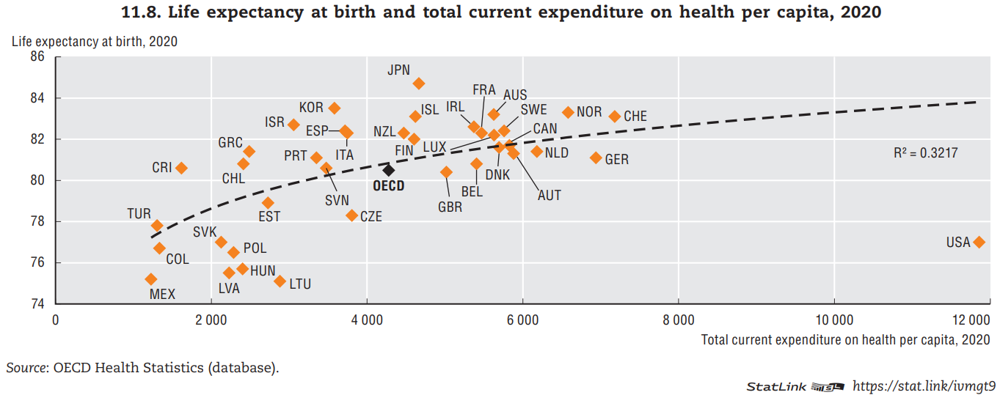 11.8. Life expectancy at birth and total current expenditure on health per capita, 2020
Life expectancy at birth, 2020
86
84
82
80
78
76
74
JPN
FRA
AUS
KOR
ISL
IRL
SWE
NOR
CHE
ISR
ESP
NZL
CAN
GRC
ITA
FIN
LUX
NLD
PRT
CRI
CHL
GER
R² = 0.3217
DNK
OECD
BEL
AUT
SVN
GBR
TUR
EST
CZE
SVK
USA
COL
POL
HUN
LVA
LTU
MEX
0
2 000
4 000
6 000
8 000
10 000
12 000
Total current expenditure on health per capita, 2020
Source: OECD Health Statistics (database).
StatLink https://stat.link/ivmgt9